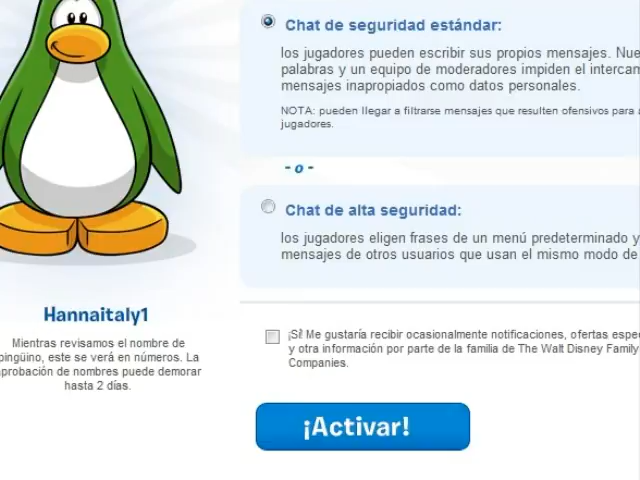 Chat de seguridad estándar:
los jugadores pueden escribir sus propios mensajes.
palabras y un equipo de moderadores impiden el
mensajes inapropiados como datos personales.
NOTA: pueden llegar a filtrarse mensajes que resulten ofensivos para
jugadores.
- o -
Chat de alta seguridad:
los jugadores eligen frases de un menú predeterminado y
mensajes de otros usuarios que usan el mismo modo de
Hannaitaly1
Mientras revisamos el nombre de
pingüino, este se verá en números. La
aprobación de nombres puede demorar
hasta 2 días.
¡Sí! Me gustaría recibir ocasionalmente notificaciones, ofertas
y otra información por parte de la familia de The Walt Disney Family
Companies.
¡Activar!